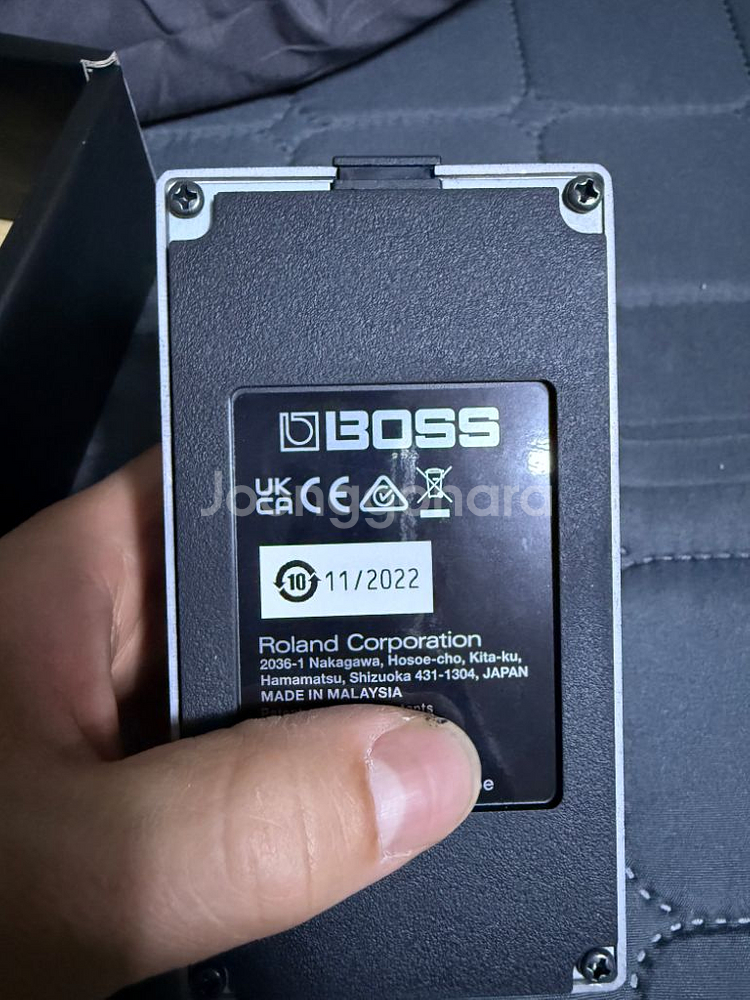 BOSS
UK CA CE
Joonggonara
10 11/2022
Roland Corporation
2036-1 Nakagawa, Hosoe-cho, Kita-ku,
Hamamatsu, Shizuoka 431-1304, JAPAN
MADE IN MALAYSIA